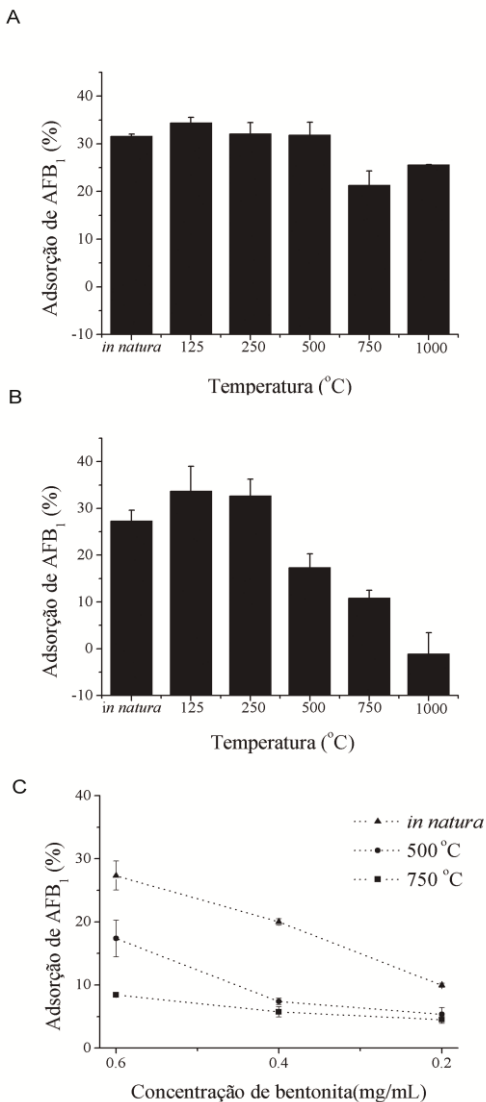 A
Adsorção de AFB₁ (%)
40
30
20
10
0
-10
in natura
125
250
500
750
1000
Temperatura (°C)
B
Adsorção de AFB₁ (%)
40
30
20
10
0
-10
in natura
125
250
500
750
1000
Temperatura (°C)
C
Adsorção de AFB₁ (%)
40
30
20
10
0
in natura
500 °C
750 °C
0.6
0.4
0.2
Concentração de bentonita(mg/mL)